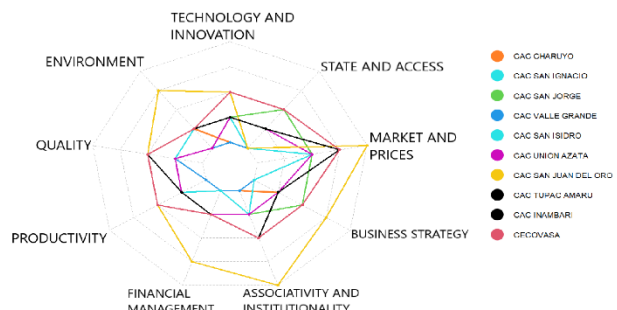 TECHNOLOGY AND
INNOVATION
ENVIRONMENT
STATE AND ACCESS
QUALITY
MARKET AND
PRICES
PRODUCTIVITY
BUSINESS STRATEGY
FINANCIAL
MANAGEMENT
ASSOCIATIVITY AND
INSTITUTIONALITY
CAC CHARUYO
CAC SAN IGNACIO
CAC SAN JORGE
CAC VALLE GRANDE
CAC SAN ISIDRO
CAC UNION AZATA
CAC SAN JUAN DEL ORO
CAC TUPAC AMARU
CAC INAMBARI
CECOVASA